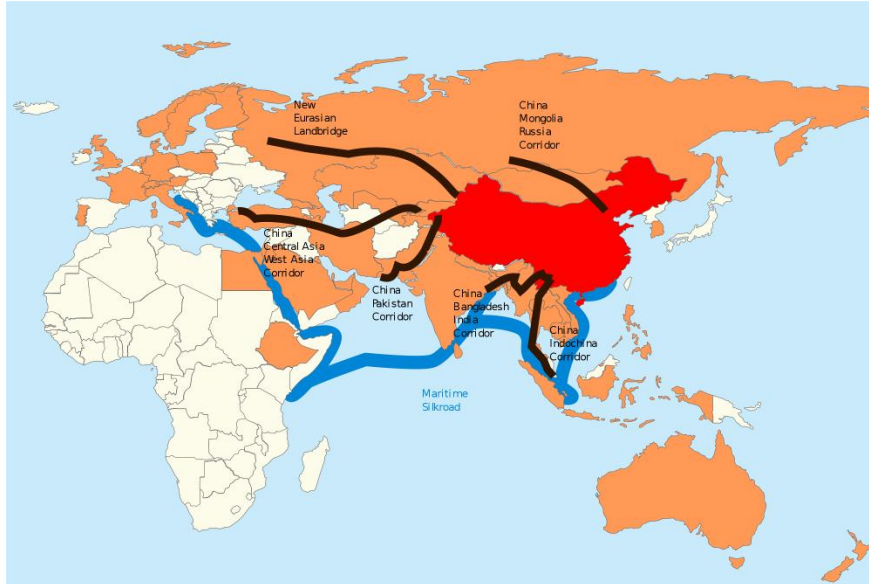 New
Eurasian
Landbridge
China
Mongolia
Russia
Corridor
China
Central Asia
West Asia
Corridor
China
Pakistan
Corridor
China
Bangladesh
India
Corridor
China
Indochina
Corridor
Maritime
Silkroad